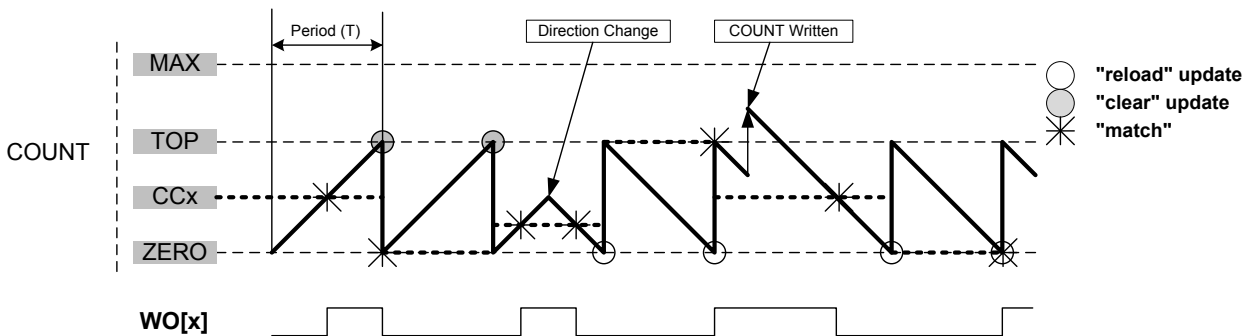 Period (T)
Direction Change
COUNT Written
MAX
"reload" update
"clear" update
"match"
TOP
COUNT
CCx
ZERO
WO[x]